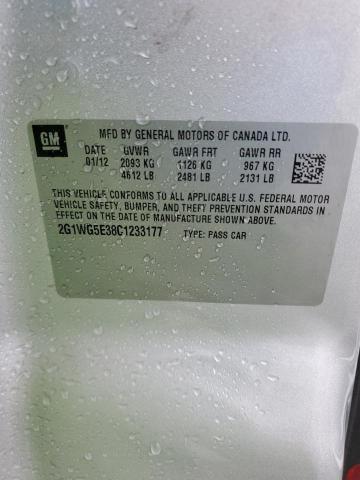 GM
MFD BY GENERAL MOTORS OF CANADA LTD.
DATE GVWR GAWR FRT GAWR RR
01/12 2093 KG 1126 KG 967 KG
4612 LB 2481 LB 2131 LB
THIS VEHICLE CONFORMS TO ALL APPLICABLE U.S. FEDERAL MOTOR
VEHICLE SAFETY, BUMPER, AND THEFT PREVENTION STANDARDS IN
EFFECT ON THE DATE OF MANUFACTURE SHOWN ABOVE.
2G1WG5E38C1233177 TYPE: PASS CAR